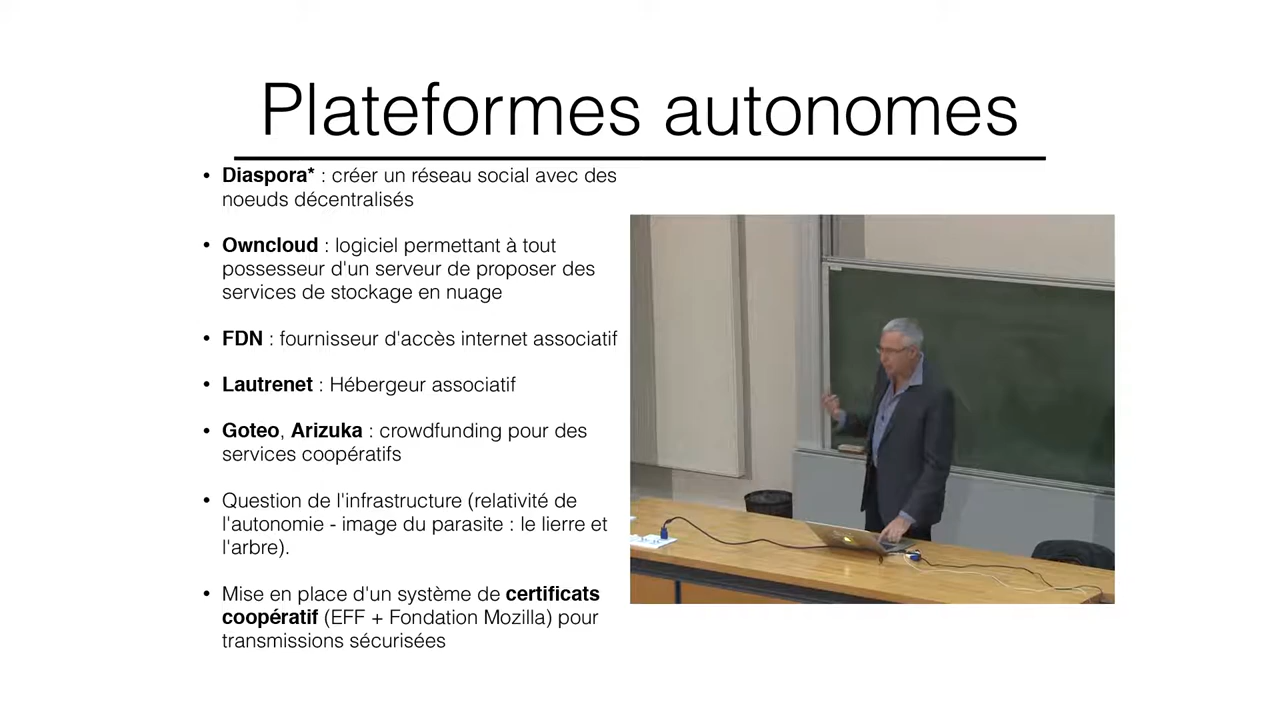 Plateformes autonomes
• Diaspora* : créer un réseau social avec des
noeuds décentralisés
• Owncloud : logiciel permettant à tout
possesseur d'un serveur de proposer des
services de stockage en nuage
• FDN : fournisseur d'accès internet associatif
• Lautrenet : Hébergeur associatif
• Goteo, Arizuka : crowdfunding pour des
services coopératifs
• Question de l'infrastructure (relativité de
l'autonomie - image du parasite : le lierre et
l'arbre).
• Mise en place d'un système de certificats
coopératif (EFF + Fondation Mozilla) pour
transmissions sécurisées